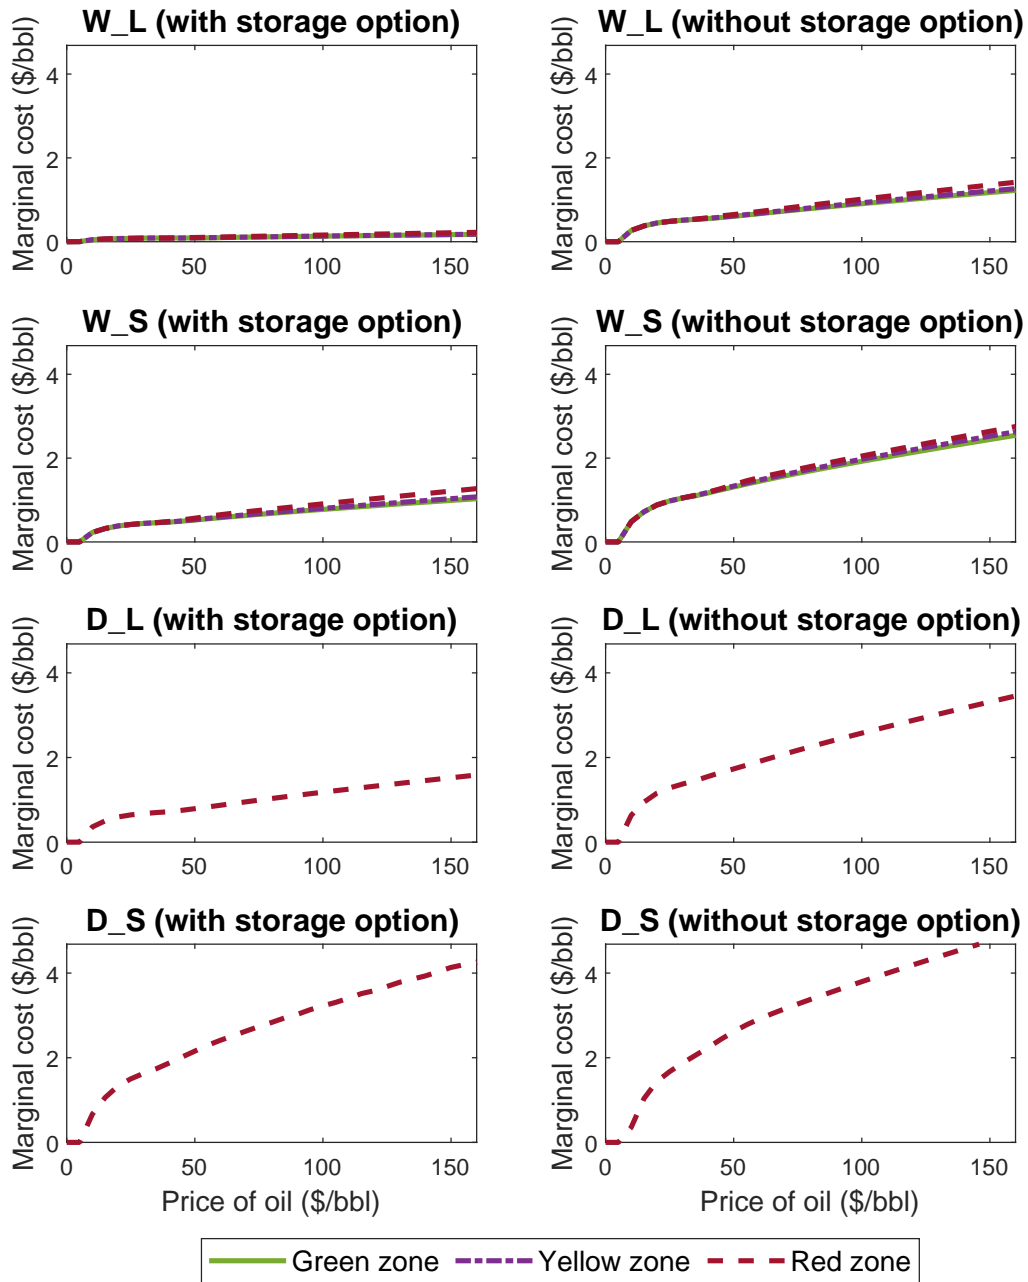 W_L (with storage option)
Marginal cost ($/bbl)
4
2
0
0 50 100 150
W_L (without storage option)
Marginal cost ($/bbl)
4
2
0
0 50 100 150
W_S (with storage option)
Marginal cost ($/bbl)
4
2
0
0 50 100 150
W_S (without storage option)
Marginal cost ($/bbl)
4
2
0
0 50 100 150
D_L (with storage option)
Marginal cost ($/bbl)
4
2
0
0 50 100 150
D_L (without storage option)
Marginal cost ($/bbl)
4
2
0
0 50 100 150
D_S (with storage option)
Marginal cost ($/bbl)
4
2
0
0 50 100 150
Price of oil ($/bbl)
D_S (without storage option)
Marginal cost ($/bbl)
4
2
0
0 50 100 150
Price of oil ($/bbl)
Green zone Yellow zone Red zone